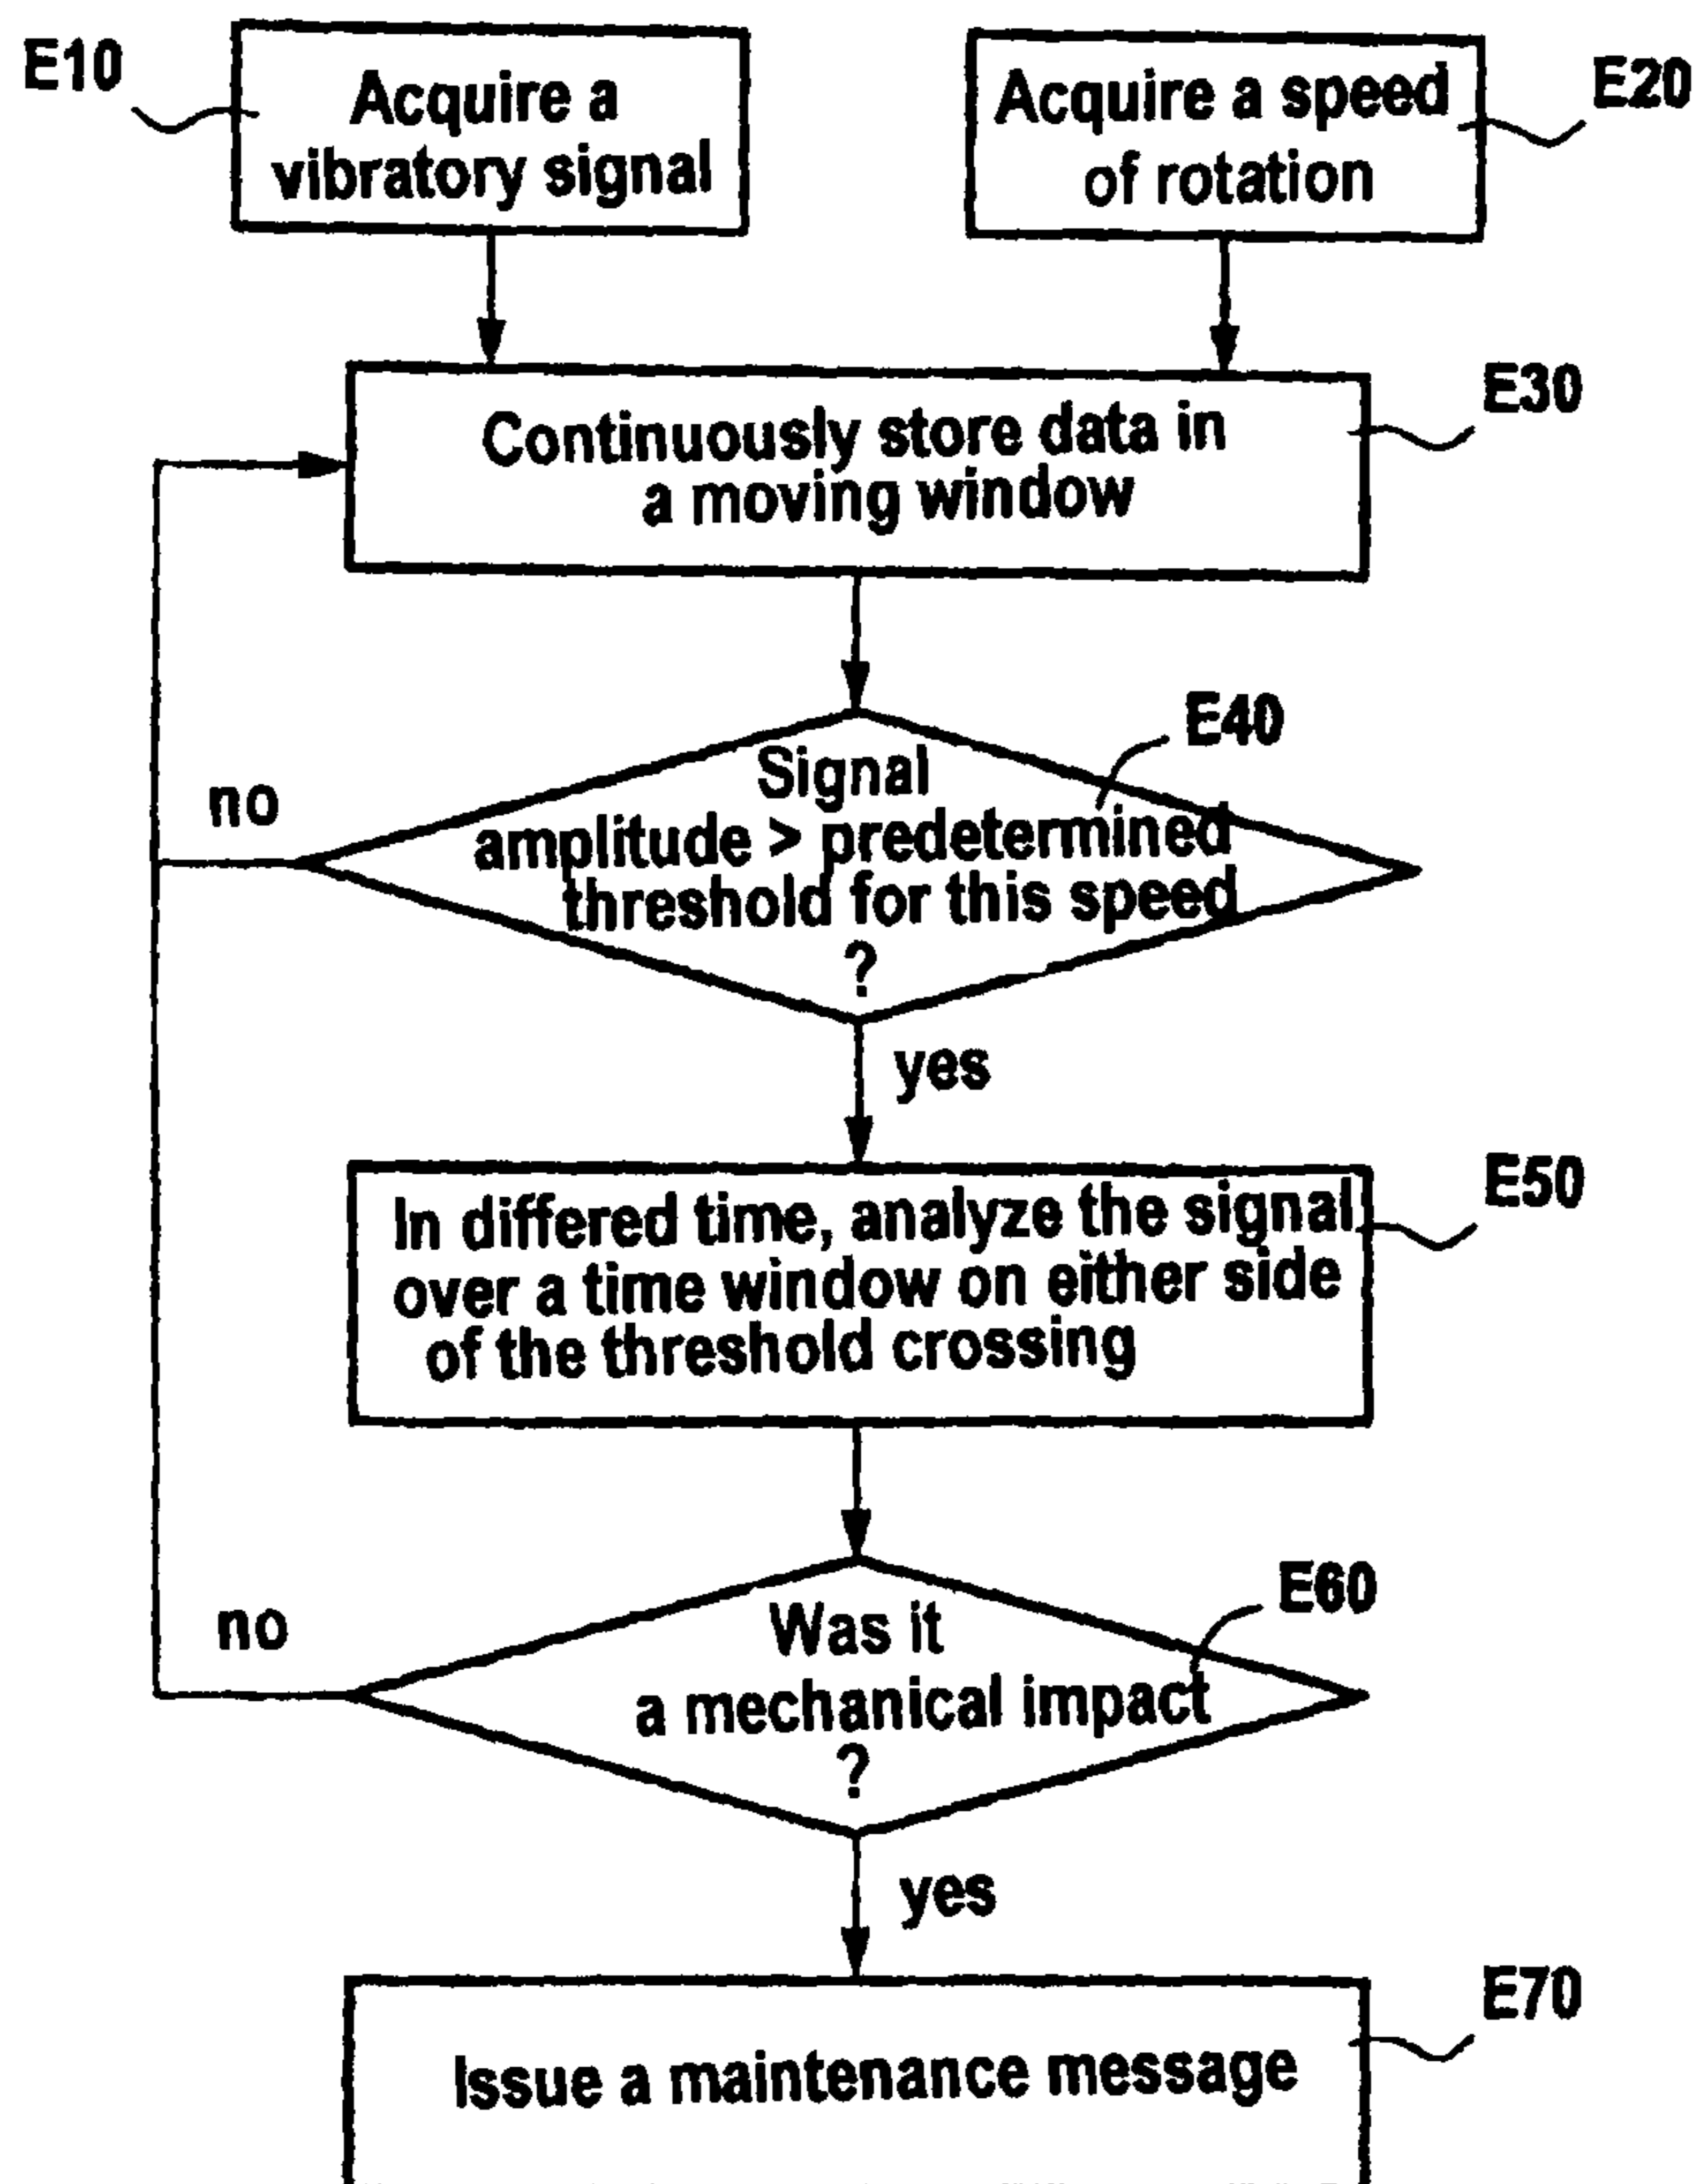 E10
Acquire a
vibratory signal
Acquire a speed
of rotation
E20
Continuously store data in
a moving window
E30
E40
Signal
amplitude > predetermined
threshold for this speed
?
no
yes
In differed time, analyze the signal
over a time window on either side
of the threshold crossing
E50
E60
Was it
a mechanical impact
?
no
yes
Issue a maintenance message
E70